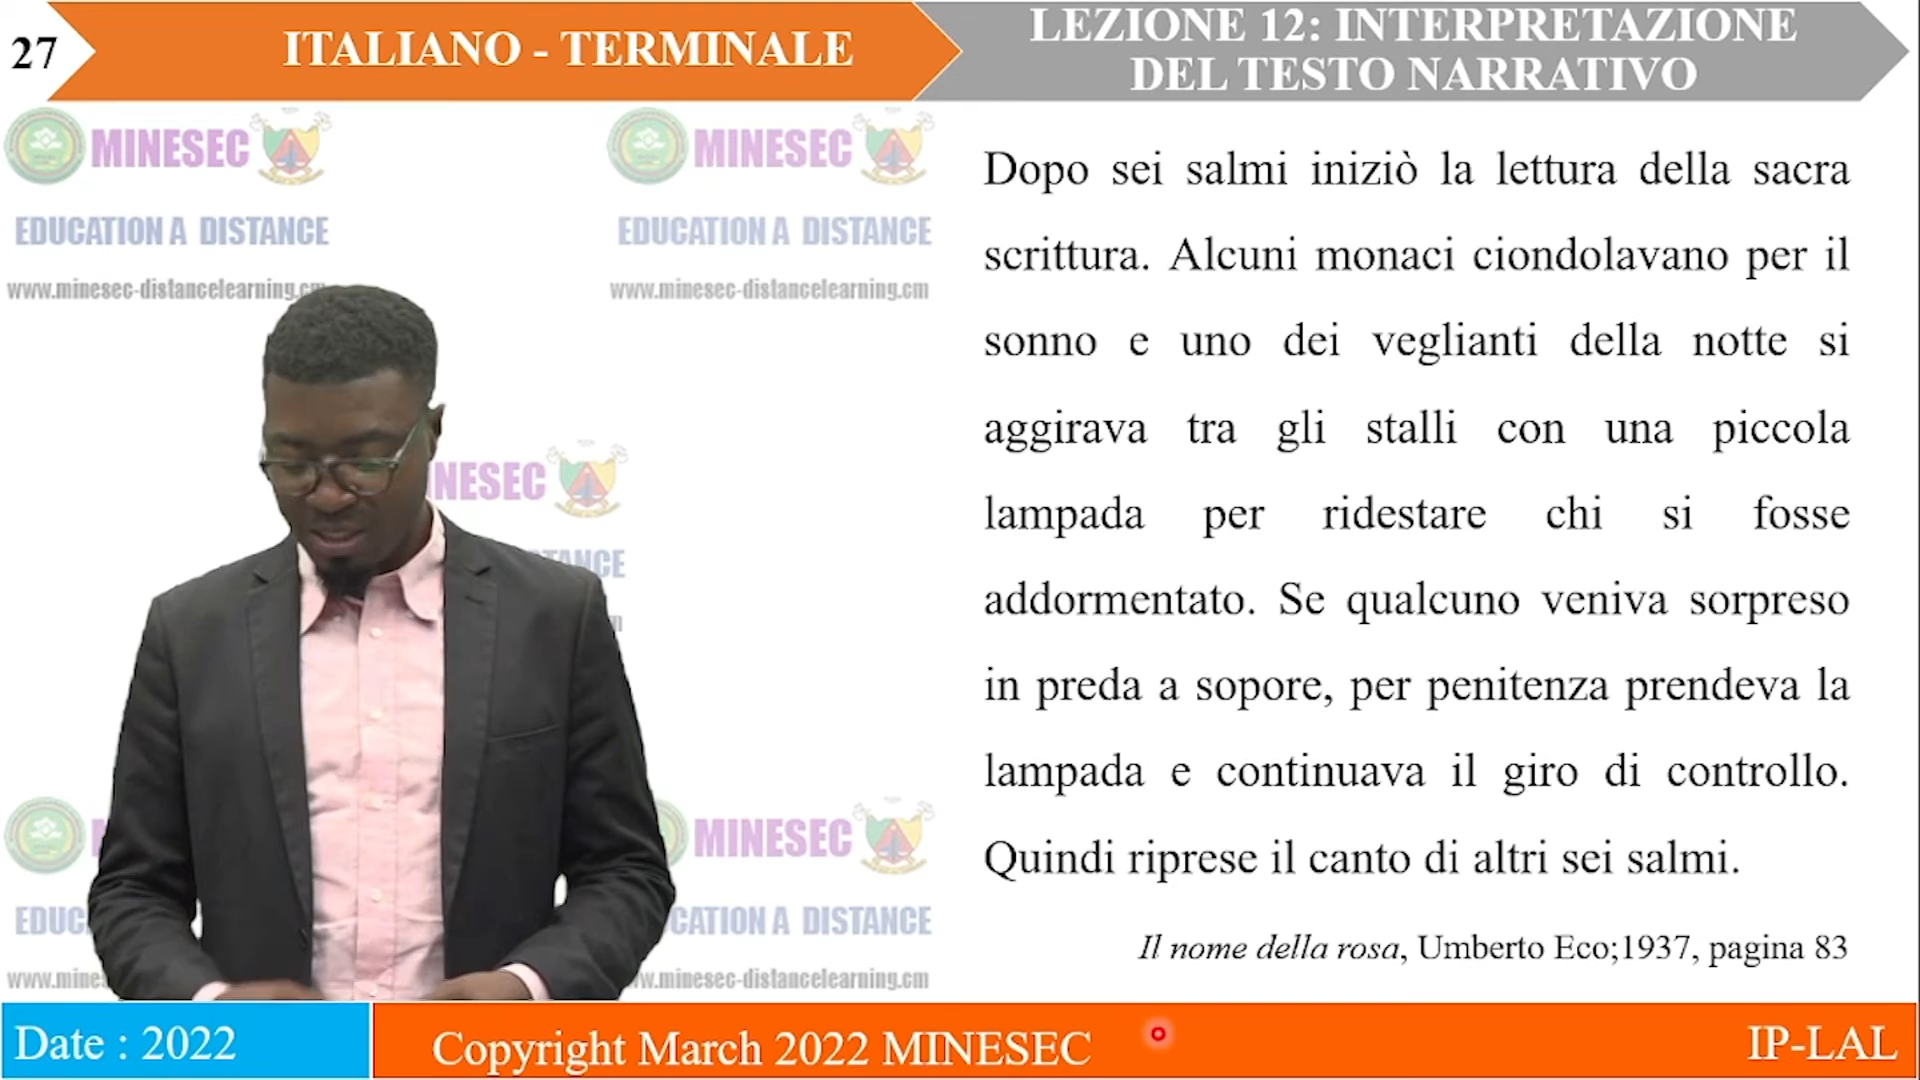 27
ITALIANO - TERMINALE
LEZIONE 12: INTERPRETAZIONE
DEL TESTO NARRATIVO
MINESEC
EDUCATION A DISTANCE
www.minesec-distancelearning.cm
MINESEC
EDUCATION A DISTANCE
www.minesec-distancelearning.cm
Dopo sei salmi iniziò la lettura della sacra
scrittura. Alcuni monaci ciondolavano per il
sonno e uno dei veglianti della notte si
aggirava tra gli stalli con una piccola
lampada per ridestare chi si fosse
addormentato. Se qualcuno veniva sorpreso
in preda a sopore, per penitenza prendeva la
lampada e continuava il giro di controllo.
Quindi riprese il canto di altri sei salmi.
Il nome della rosa, Umberto Eco;1937, pagina 83
NESEC
MINESEC
CATION A DISTANCE
w.minesec-distancelearning.cm
Date : 2022
Copyright March 2022 MINESEC
IP-LAL